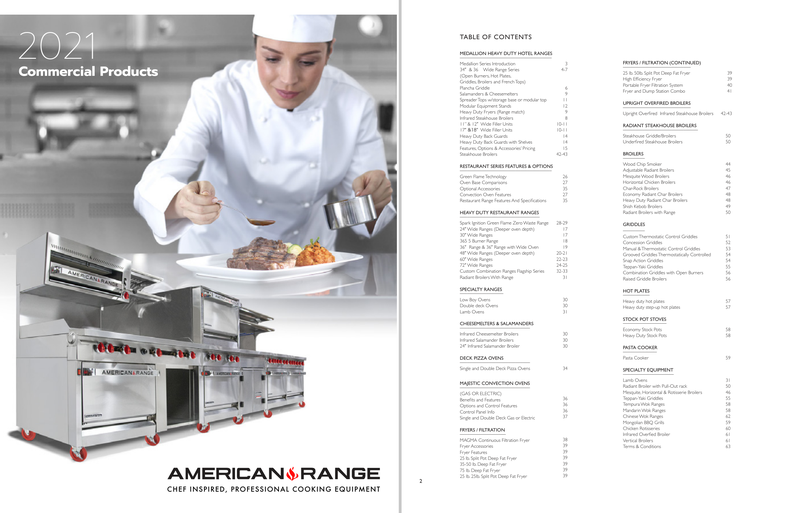 2021
Commercial Products
AMERICAN RANGE
AMERICAN RANGE
AMERICAN RANGE
AMERICAN RANGE
CHEF INSPIRED, PROFESSIONAL COOKING EQUIPMENT
TABLE OF CONTENTS
MEDALLION HEAVY DUTY HOTEL RANGES
Medallion Series Introduction 3
34" & 36 Wide Range Series 4-7
(Open Burners, Hot Plates,
Griddles, Broilers and French Tops)
Plancha Griddle 6
Salamanders & Cheesemelters 9
Spreader Tops w/storage base or modular top 11
Modular Equipment Stands 12
Heavy Duty Fryers (Range match) 9
Infrared Steakhouse Broilers 8
11" & 12" Wide Filler Units 10-11
17" &18" Wide Filler Units 10-11
Heavy Duty Back Guards 14
Heavy Duty Back Guards with Shelves 14
Features, Options & Accessories/ Pricing 15
Steakhouse Broilers 42-43
RESTAURANT SERIES FEATURES & OPTIONS
Green Flame Technology 26
Oven Base Comparisons 27
Optional Accessories 35
Convection Oven Features 27
Restaurant Range Features And Specifications 35
HEAVY DUTY RESTAURANT RANGES
Spark Ignition Green Flame Zero Waste Range 28-29
24" Wide Ranges (Deeper oven depth) 17
30" Wide Ranges 17
36S 5 Burner Range 18
36" Range & 36" Range with Wide Oven 19
48" Wide Ranges (Deeper oven depth) 20-21
60" Wide Ranges 22-23
72" Wide Ranges 24-25
Custom Combination Ranges Flagship Series 32-33
Radiant Broilers With Range 31
SPECIALTY RANGES
Low Boy Ovens 30
Double deck Ovens 30
Lamb Ovens 31
CHEESEMELTERS & SALAMANDERS
Infrared Cheesemelter Broilers 30
Infrared Salamander Broilers 30
24" Infrared Salamander Broiler 30
DECK PIZZA OVENS
Single and Double Deck Pizza Ovens 34
MAJESTIC CONVECTION OVENS
(GAS OR ELECTRIC)
Benefits and Features 36
Options and Control Features 36
Control Panel Info 36
Single and Double Deck Gas or Electric 37
FRYERS / FILTRATION
MAGMA Continuous Filtration Fryer 38
Fryer Accessories 39
Fryer Features 39
25 lb. Split Pot Deep Fat Fryer 39
35-50 lb. Deep Fat Fryer 39
75 lb. Deep Fat Fryer 39
25 lb. 25lb Split Pot Deep Fat Fryer 39
2
FRYERS / FILTRATION (CONTINUED)
25 lb. 50lb. Split Pot Deep Fat Fryer 39
High Efficiency Fryer 39
Portable Fryer Filtration System 40
Fryer and Dump Station Combo 41
UPRIGHT OVERFIRED BROILERS
Upright Overfired Infrared Steakhouse Broilers 42-43
RADIANT STEAKHOUSE BROILERS
Steakhouse Griddle/Broilers 50
Underfired Steakhouse Broilers 50
BROILERS
Wood Chip Smoker 44
Adjustable Radiant Broilers 45
Mesquite Wood Broilers 46
Horizontal Chicken Broilers 46
Char-Rock Broilers 47
Economy Radiant Char Broilers 48
Heavy Duty Radiant Char Broilers 48
Shish Kebob Broilers 49
Radiant Broilers with Range 50
GRIDDLES
Custom Thermostatic Control Griddles 51
Concession Griddles 52
Manual & Thermostatic Control Griddles 53
Grooved Griddles Thermostatically Controlled 54
Snap Action Griddles 54
Teppan-Yaki Griddles 55
Combination Griddles with Open Burners 56
Raised Griddle Broilers 56
HOT PLATES
Heavy duty hot plates 57
Heavy duty step-up hot plates 57
STOCK POT STOVES
Economy Stock Pots 58
Heavy Duty Stock Pots 58
PASTA COOKER
Pasta Cooker 59
SPECIALTY EQUIPMENT
Lamb Ovens 31
Radiant Broiler with Pull-Out rack 50
Mesquite, Horizontal & Rotisserie Broilers 46
Teppan-Yaki Griddles 55
Tempura Wok Ranges 58
Mandarin Wok Ranges 58
Chinese Wok Ranges 62
Mongolian BBQ Grills 59
Chicken Rotisseries 60
Infrared Overfied Broiler 61
Vertical Broilers 61
Terms & Conditions 63